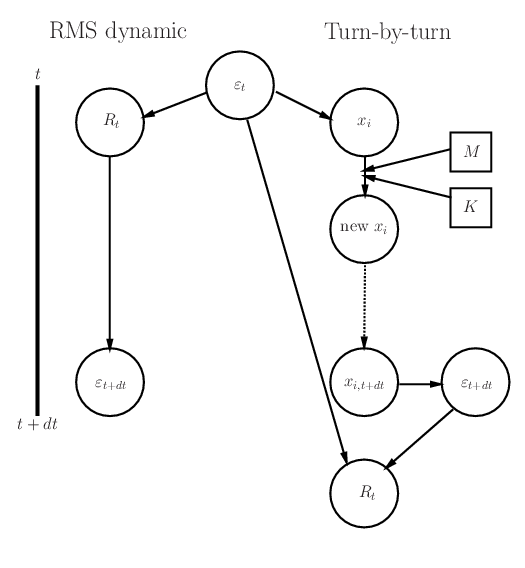 RMS dynamic
Turn-by-turn
t
ε_t
R_t
x_i
M
K
new x_i
ε_{t+dt}
x_{i,t+dt}
ε_{t+dt}
t + dt
R_t